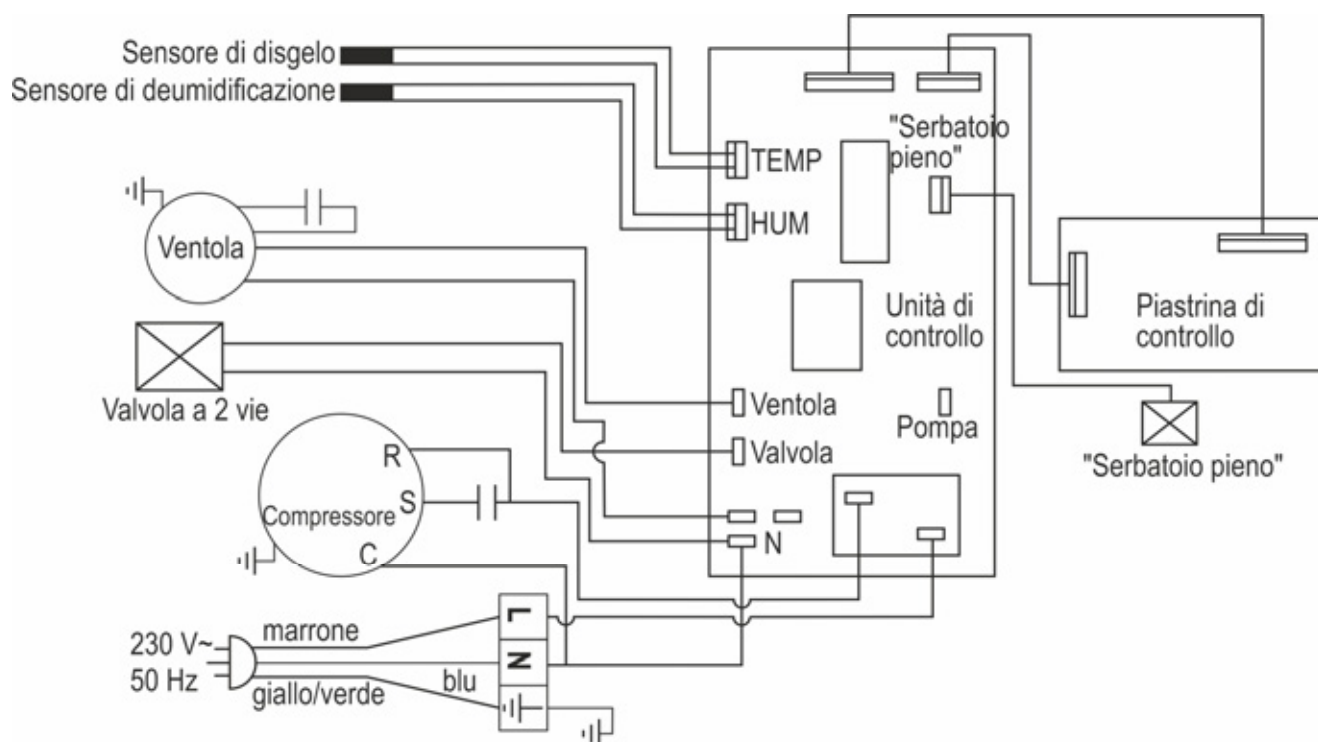 Sensore di disgelo
Sensore di deumidificazione
"Serbatoio
pieno"
TEMP
HUM
Ventola
Unità di
controllo
Piastrina di
controllo
Valvola a 2 vie
Ventola
Pompa
Valvola
"Serbatoio pieno"
R
S
Compressore
C
N
L
N
230 V~
50 Hz
marrone
blu
giallo/verde